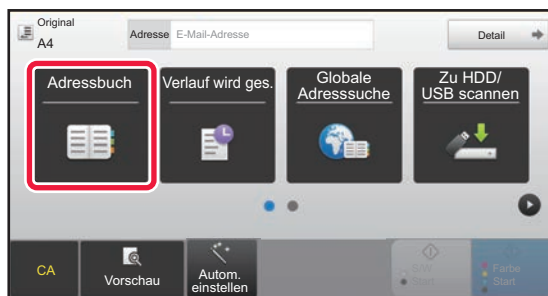 Original
A4
Adresse E-Mail-Adresse
Detail
Adressbuch
Verlauf wird ges.
Globale
Adresssuche
Zu HDD/
USB scannen
CA
Vorschau
Autom.
einstellen
S/W
Start
Farbe
Start